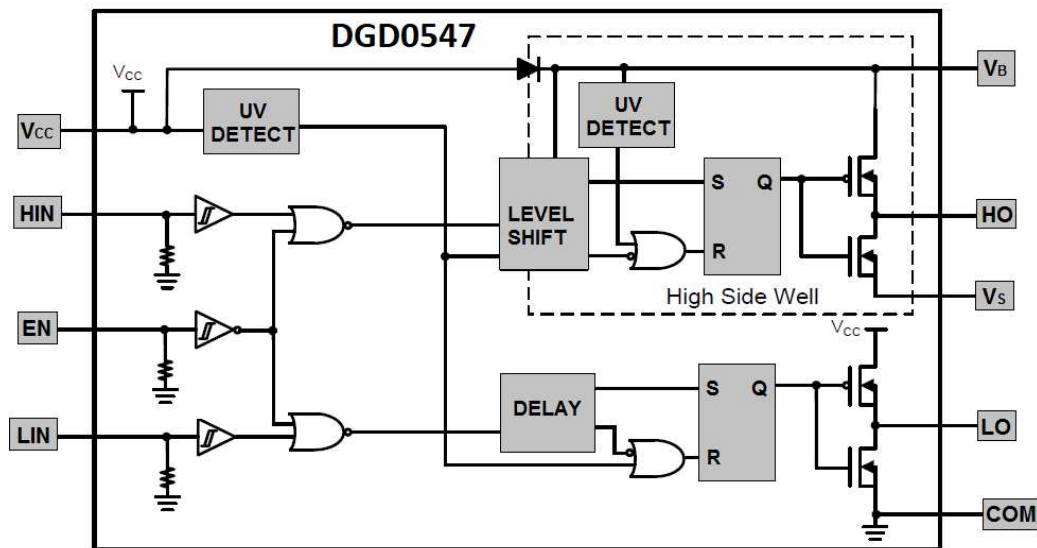 DGD0547
VCC
VB
UV
DETECT
UV
DETECT
VCC
HIN
S
Q
LEVEL
SHIFT
HO
R
High Side Well
VS
EN
VCC
S
Q
DELAY
LIN
LO
R
COM